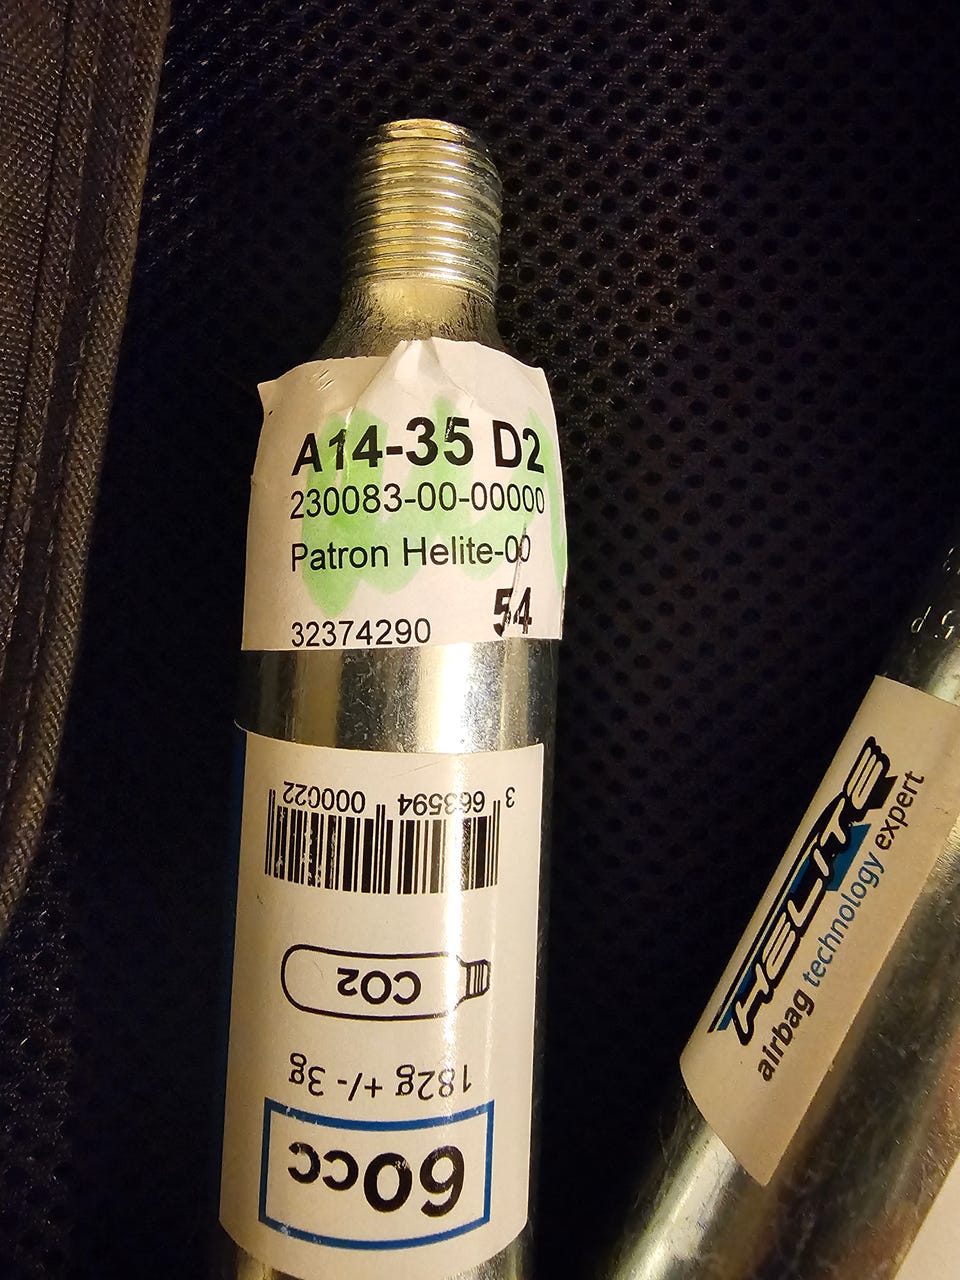 A14-35 D2
230083-00-00000
Patron Helite-00
54
32374290
3 663594 000022
CO2
182g +/- 3g
60cc
HELITE
airbag technology expert